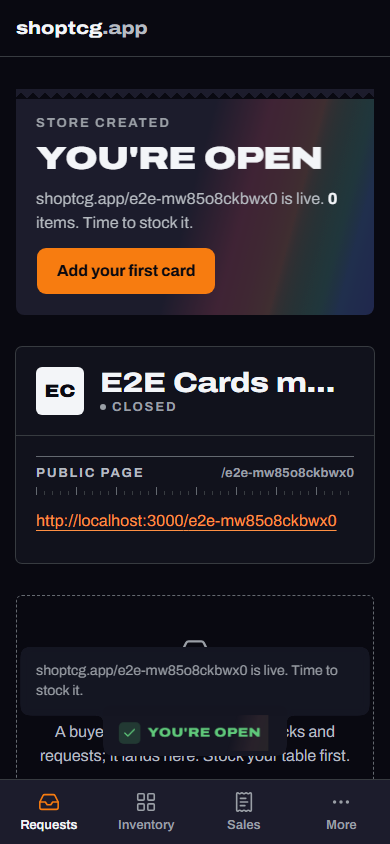 shoptcg.app
STORE CREATED
YOU'RE OPEN
shoptcg.app/e2e-mw85o8ckbwx0 is live. 0
items. Time to stock it.
Add your first card
EC
E2E Cards m...
CLOSED
PUBLIC PAGE
/e2e-mw85o8ckbwx0
http://localhost:3000/e2e-mw85o8ckbwx0
shoptcg.app/e2e-mw85o8ckbwx0 is live. Time to
stock it.
YOU'RE OPEN
A buye
cks and
requests; it lands here. Stock your table first.
Requests
Inventory
Sales
More